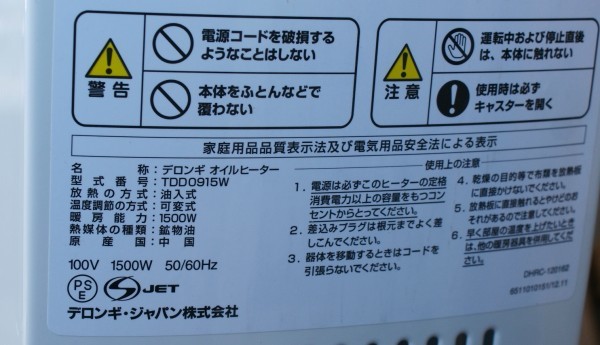 警告
電源コードを破損する
ようなことはしない
本体をふとんなどで
覆わない
注意
運転中および停止直後
は、本体に触れない
使用時は必ず
キャスターを開く
家庭用品品質表示法及び電気用品安全法による表示
名 称：デロンギ オイルヒーター
型式番号：TDD0915W
放熱の方式：油入式
温度調節の方式：可変式
暖房能力：1500W
熱媒体の種類：鉱物油
原産国：中国
100V 1500W 50/60Hz
PS
E
JET
デロンギ・ジャパン株式会社
使用上の注意
1. 電源は必ずこのヒーターの定格
消費電力以上の容量をもつコン
セントからとってください。
2. 差込みプラグは根元までよく差
しこんでください。
3. 器体を移動するときはコードを
引張らないでください。
4. 乾燥の目的等で布類を放熱板
に直接かけないでください。
5. 放熱板に直接触れるとやけどのお
それがあるので注意してください。
6. 早く部屋の温度を上げたいときに
は、他の暖房器具を併用してくだ
さい。
DHRC-120162
6511010151/12.11